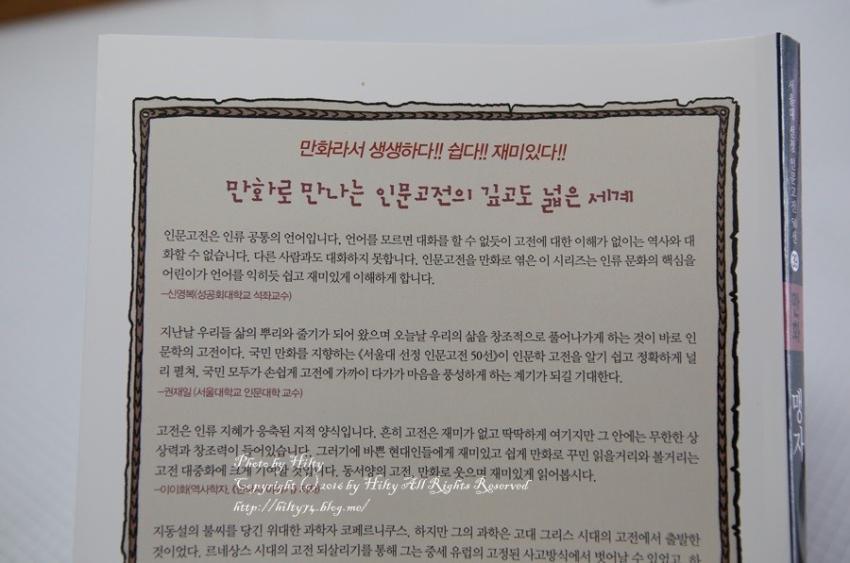 만화라서 생생하다!! 쉽다!! 재미있다!!
만화로 만나는 인문고전의 깊고도 넓은 세계
인문고전은 인류 공통의 언어입니다. 언어를 모르면 대화를 할 수 없듯이 고전에 대한 이해가 없이는 역사와 대
화할 수 없습니다. 다른 사람과도 대화하지 못합니다. 인문고전을 만화로 엮은 이 시리즈는 인류 문화의 핵심을
어린이가 언어를 익히듯 쉽고 재미있게 이해하게 합니다.
–신영복(성공회대학교 석좌교수)
지난날 우리들 삶의 뿌리와 줄기가 되어 왔으며 오늘날 우리의 삶을 창조적으로 풀어나가게 하는 것이 바로 인
문학의 고전이다. 국민 만화를 지향하는 《서울대 선정 인문고전 50선》이 인문학 고전을 알기 쉽고 정확하게 널
리 펼쳐, 국민 모두가 손쉽게 고전에 가까이 다가가 마음을 풍성하게 하는 계기가 되길 기대한다.
–권재일 (서울대학교 인문대학 교수)
고전은 인류 지혜가 응축된 지적 양식입니다. 흔히 고전은 재미가 없고 딱딱하게 여기지만 그 안에는 무한한 상
상력과 창조력이 들어있습니다. 그러기에 바쁜 현대인들에게 재미있고 쉽게 만화로 꾸민 읽을거리와 볼거리는
고전 대중화에 크게 기여할 것입니다. 동서양의 고전, 만화로 웃으며 재미있게 읽어봅시다.
–이이화(역사학자,
지동설의 불씨를 당긴 위대한 과학자 코페르니쿠스, 하지만 그의 과학은 고대 그리스 시대의 고전에서 출발한
것이었다. 르네상스 시대의 고전 되살리기를 통해 그는 중세 유럽의 고정된 사고방식에서 벗어날 수 있었고, 하
Photo by Hilty
Copyright (c) 2016 by Hilty All Rights Reserved
http://hilty74.blog.me/
서울대 선정 인문고전 50선
만화
맹자